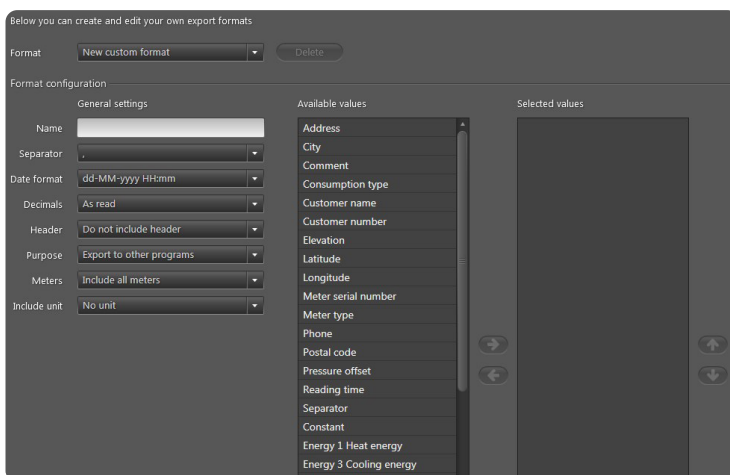 Below you can create and edit your own export formats
Format New custom format Delete
Format configuration
General settings Available values Selected values
Name
Separator ,
Date format dd-MM-yyyy HH:mm
Decimals As read
Header Do not include header
Purpose Export to other programs
Meters Include all meters
Include unit No unit
Address
City
Comment
Consumption type
Customer name
Customer number
Elevation
Latitude
Longitude
Meter serial number
Meter type
Phone
Postal code
Pressure offset
Reading time
Separator
Constant
Energy 1 Heat energy
Energy 3 Cooling energy